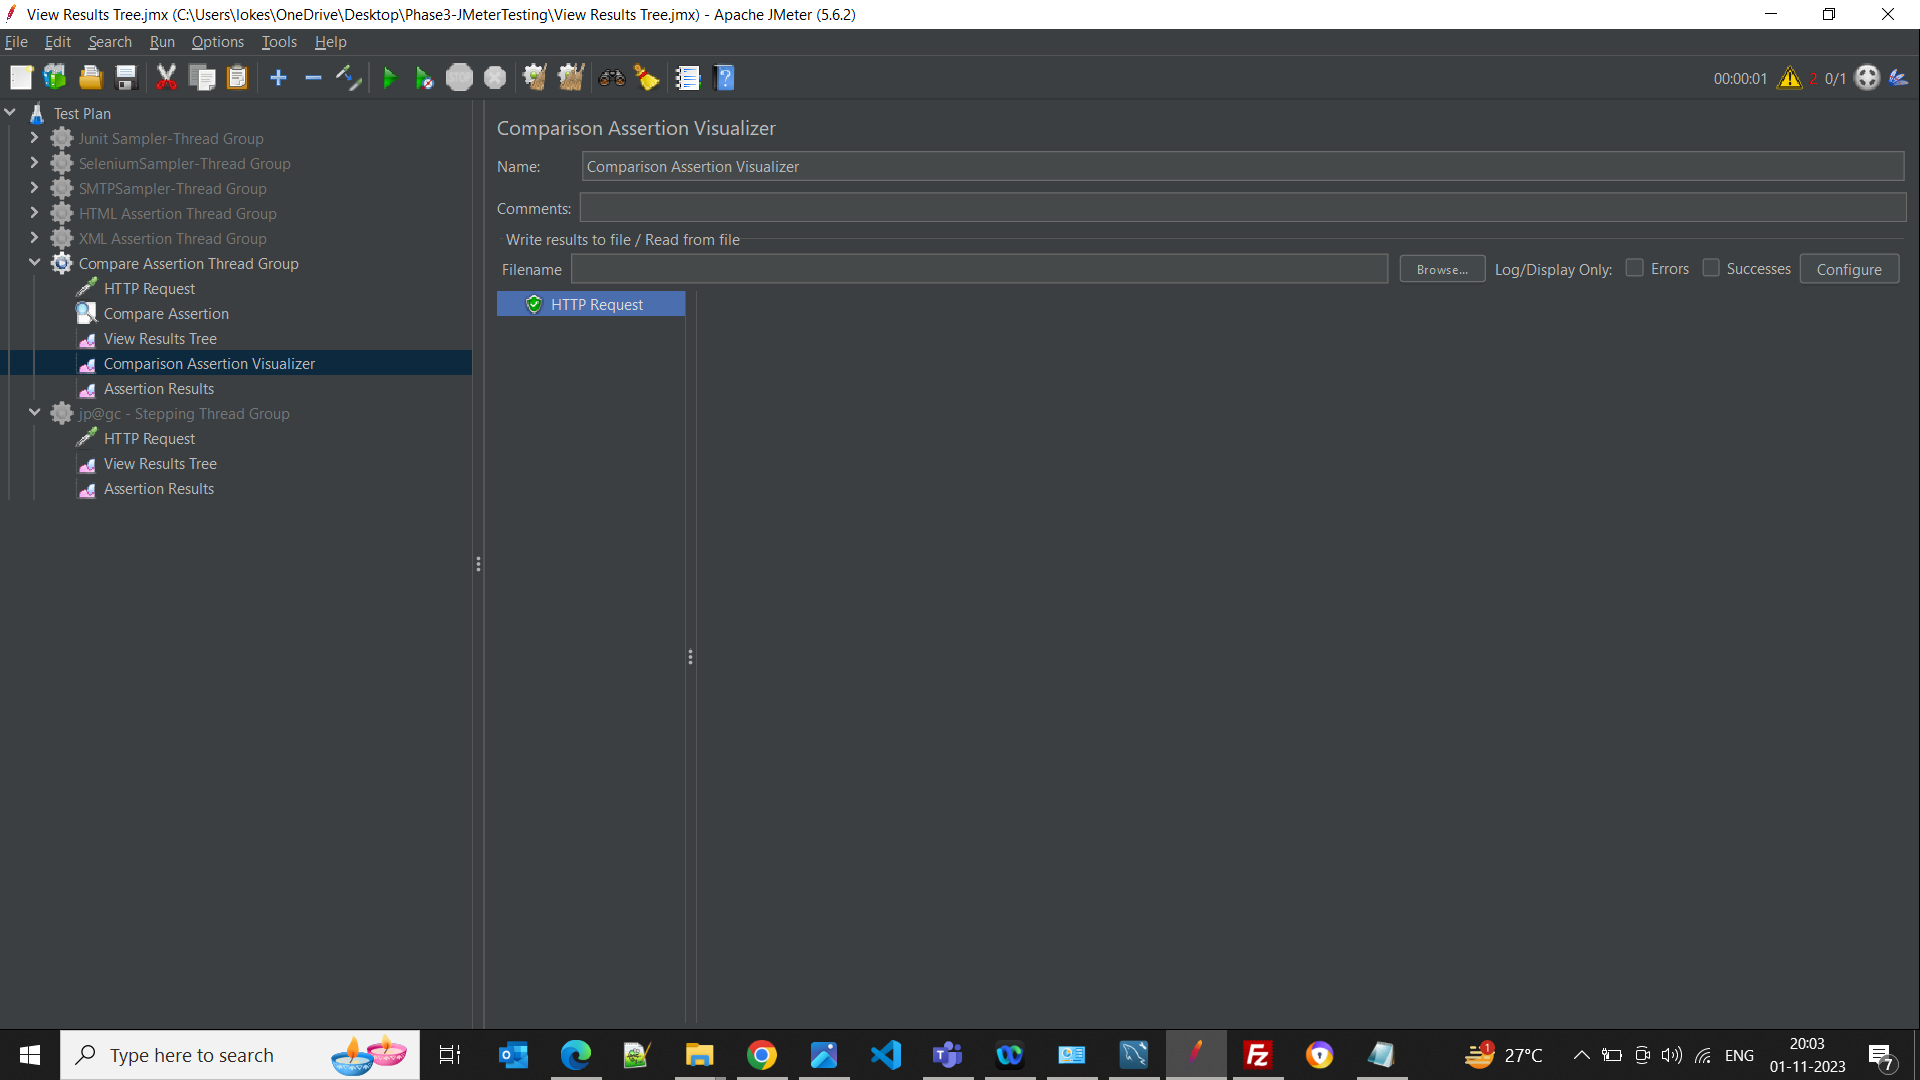 View Results Tree.jmx (C:\Users\lokes\OneDrive\Desktop\Phase3-JMeterTesting\View Results Tree.jmx) - Apache JMeter (5.6.2)
File Edit Search Run Options Tools Help
STOP
00:00:01 2 0/1
Test Plan
Junit Sampler-Thread Group
SeleniumSampler-Thread Group
SMTPSampler-Thread Group
HTML Assertion Thread Group
XML Assertion Thread Group
Compare Assertion Thread Group
HTTP Request
Compare Assertion
View Results Tree
Comparison Assertion Visualizer
Assertion Results
jp@gc - Stepping Thread Group
HTTP Request
View Results Tree
Assertion Results
Comparison Assertion Visualizer
Name: Comparison Assertion Visualizer
Comments:
Write results to file / Read from file
Filename Browse... Log/Display Only: Errors Successes Configure
HTTP Request
Type here to search
1 27°C ENG
20:03
01-11-2023
7